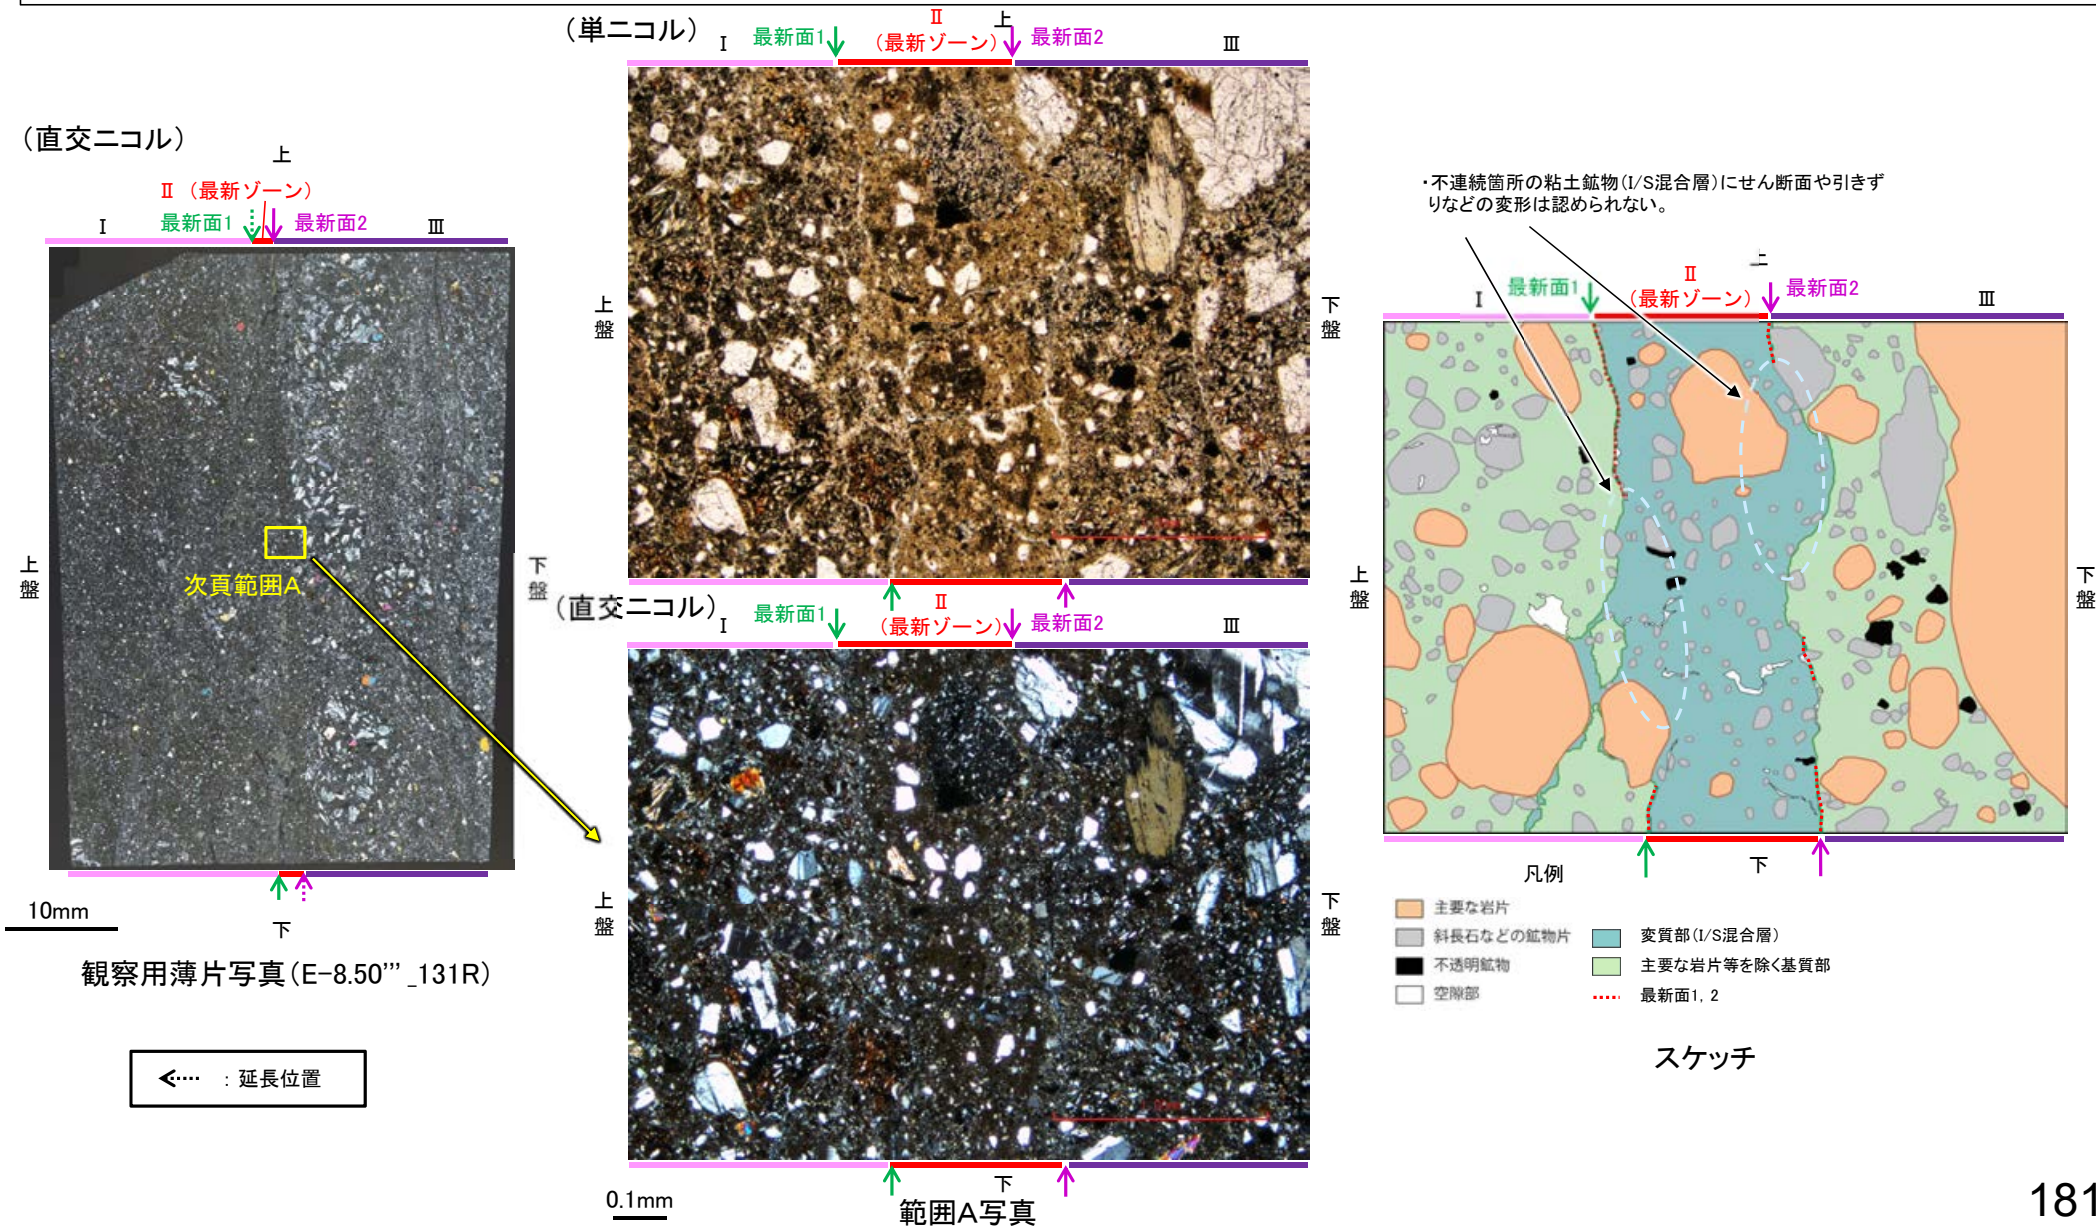 (単ニコル)
Ⅰ
最新面1
Ⅱ
(最新ゾーン)
上
最新面2
Ⅲ
上盤
下盤
(直交ニコル)
上
Ⅱ (最新ゾーン)
Ⅰ
最新面1
最新面2
Ⅲ
上盤
下盤
次頁範囲A
10mm
下
観察用薄片写真(E-8.50’’’_131R)
: 延長位置
(直交ニコル)
Ⅰ
最新面1
Ⅱ
(最新ゾーン)
最新面2
Ⅲ
上盤
下盤
下
0.1mm
範囲A写真
・不連続箇所の粘土鉱物(I/S混合層)にせん断面や引きず
りなどの変形は認められない。
上
Ⅰ
最新面1
Ⅱ
(最新ゾーン)
最新面2
Ⅲ
上盤
下盤
下
凡例
主要な岩片
斜長石などの鉱物片
不透明鉱物
空隙部
変質部(I/S混合層)
主要な岩片等を除く基質部
最新面1, 2
スケッチ
181